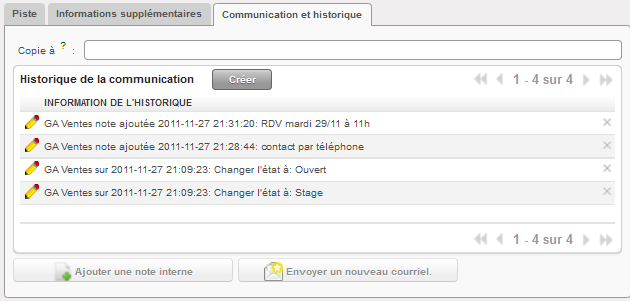 Piste Informations supplémentaires Communication et historique
Copie à ? :
Historique de la communication Créer 1 - 4 sur 4
INFORMATION DE L'HISTORIQUE
GA Ventes note ajoutée 2011-11-27 21:31:20: RDV mardi 29/11 à 11h
GA Ventes note ajoutée 2011-11-27 21:28:44: contact par téléphone
GA Ventes sur 2011-11-27 21:09:23: Changer l'état à: Ouvert
GA Ventes sur 2011-11-27 21:09:23: Changer l'état à: Stage
1 - 4 sur 4
Ajouter une note interne Envoyer un nouveau courriel.